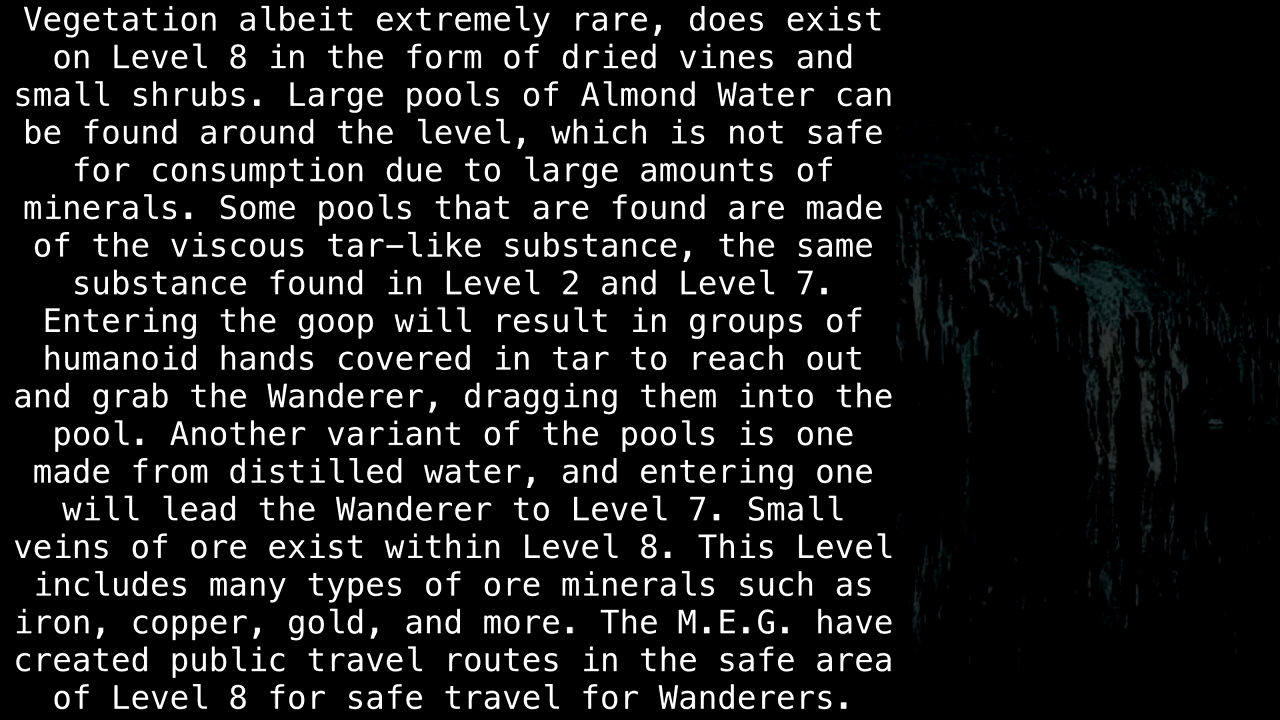 Vegetation albeit extremely rare, does exist
on Level 8 in the form of dried vines and
small shrubs. Large pools of Almond Water can
be found around the level, which is not safe
for consumption due to large amounts of
minerals. Some pools that are found are made
of the viscous tar–like substance, the same
substance found in Level 2 and Level 7.
Entering the goop will result in groups of
humanoid hands covered in tar to reach out
and grab the Wanderer, dragging them into the
pool. Another variant of the pools is one
made from distilled water, and entering one
will lead the Wanderer to Level 7. Small
veins of ore exist within Level 8. This Level
includes many types of ore minerals such as
iron, copper, gold, and more. The M.E.G. have
created public travel routes in the safe area
of Level 8 for safe travel for Wanderers.